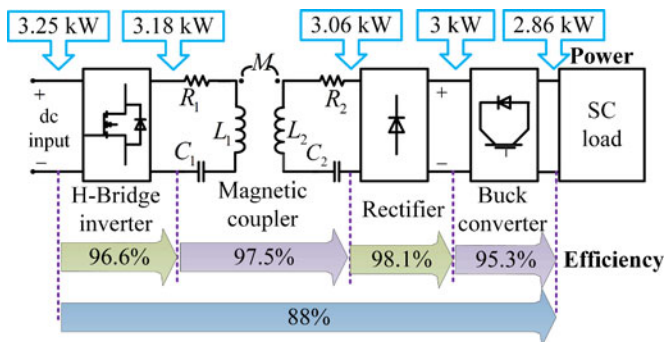 3.25 kW 3.18 kW 3.06 kW 3 kW 2.86 kW
Power
M
+ dc input −
R1
L1
C1
R2
L2
C2
+
−
SC load
H-Bridge inverter
Magnetic coupler
Rectifier
Buck converter
96.6% 97.5% 98.1% 95.3% Efficiency
88%